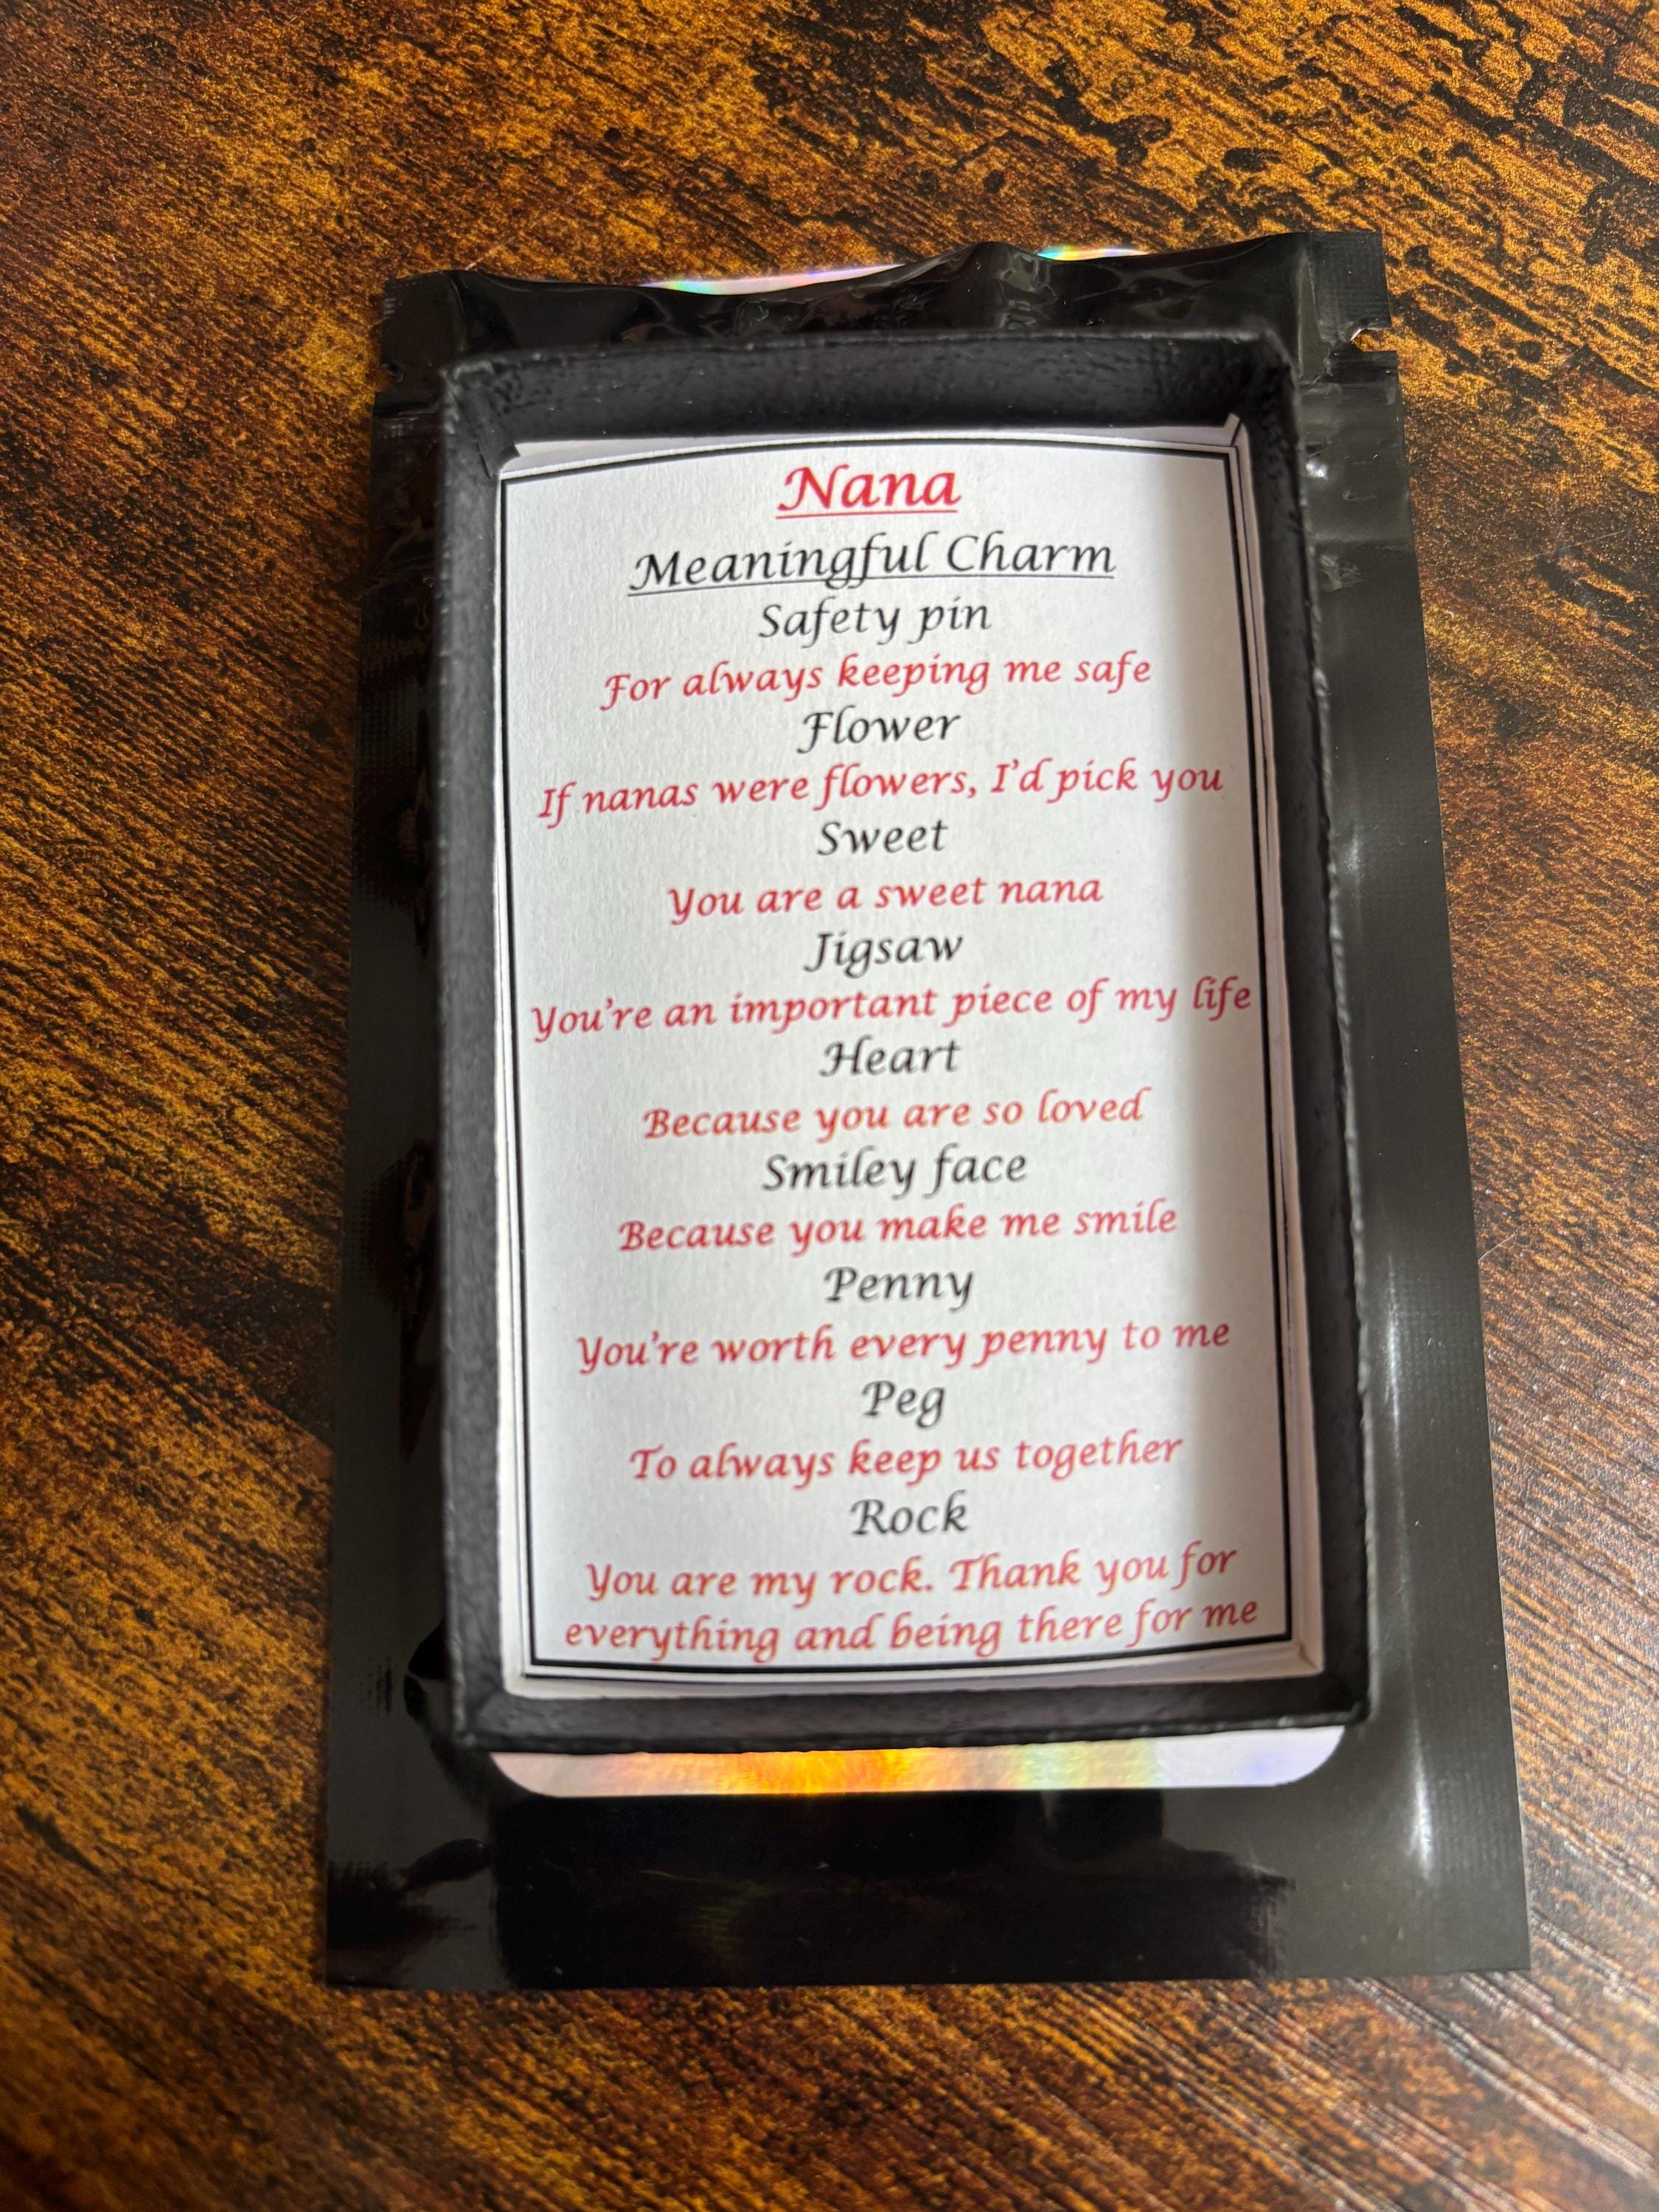 Nana
Meaningful Charm
Safety pin
For always keeping me safe
Flower
If nanas were flowers, I'd pick you
Sweet
You are a sweet nana
Jigsaw
You're an important piece of my life
Heart
Because you are so loved
Smiley face
Because you make me smile
Penny
You're worth every penny to me
Peg
To always keep us together
Rock
You are my rock. Thank you for
everything and being there for me